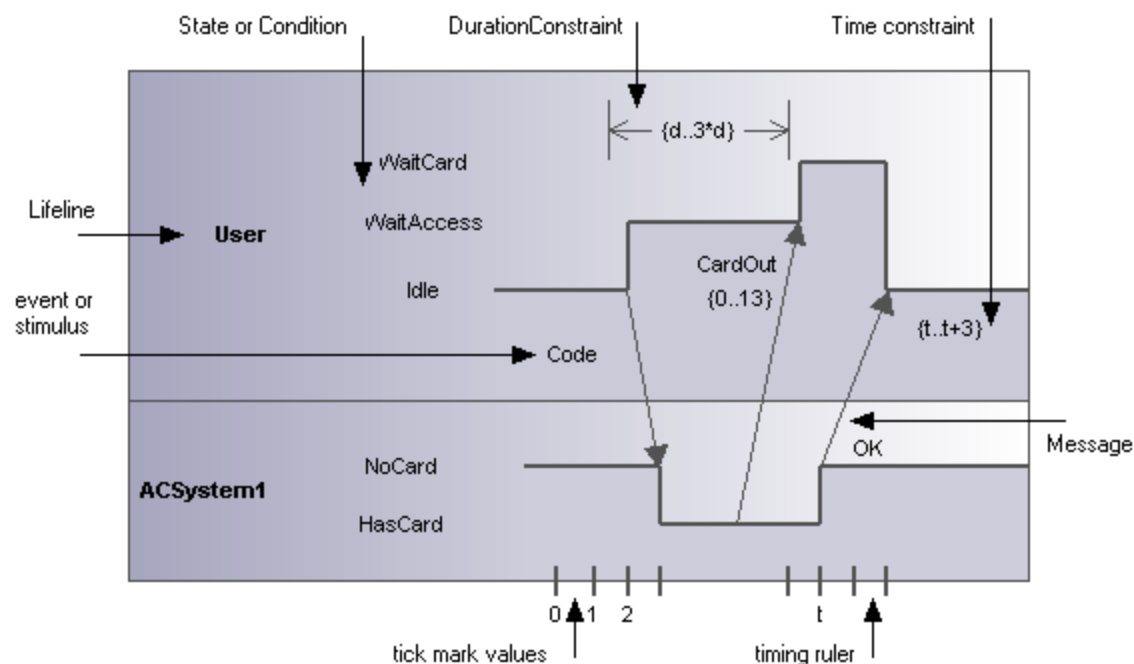 State or Condition
DurationConstraint
Time constraint
{d..3*d}
WaitCard
Lifeline
User
WaitAccess
CardOut
Idle
{0..13}
event or
stimulus
{t..t+3}
Code
OK
Message
NoCard
ACSystem1
HasCard
0 1 2 t
tick mark values
timing ruler